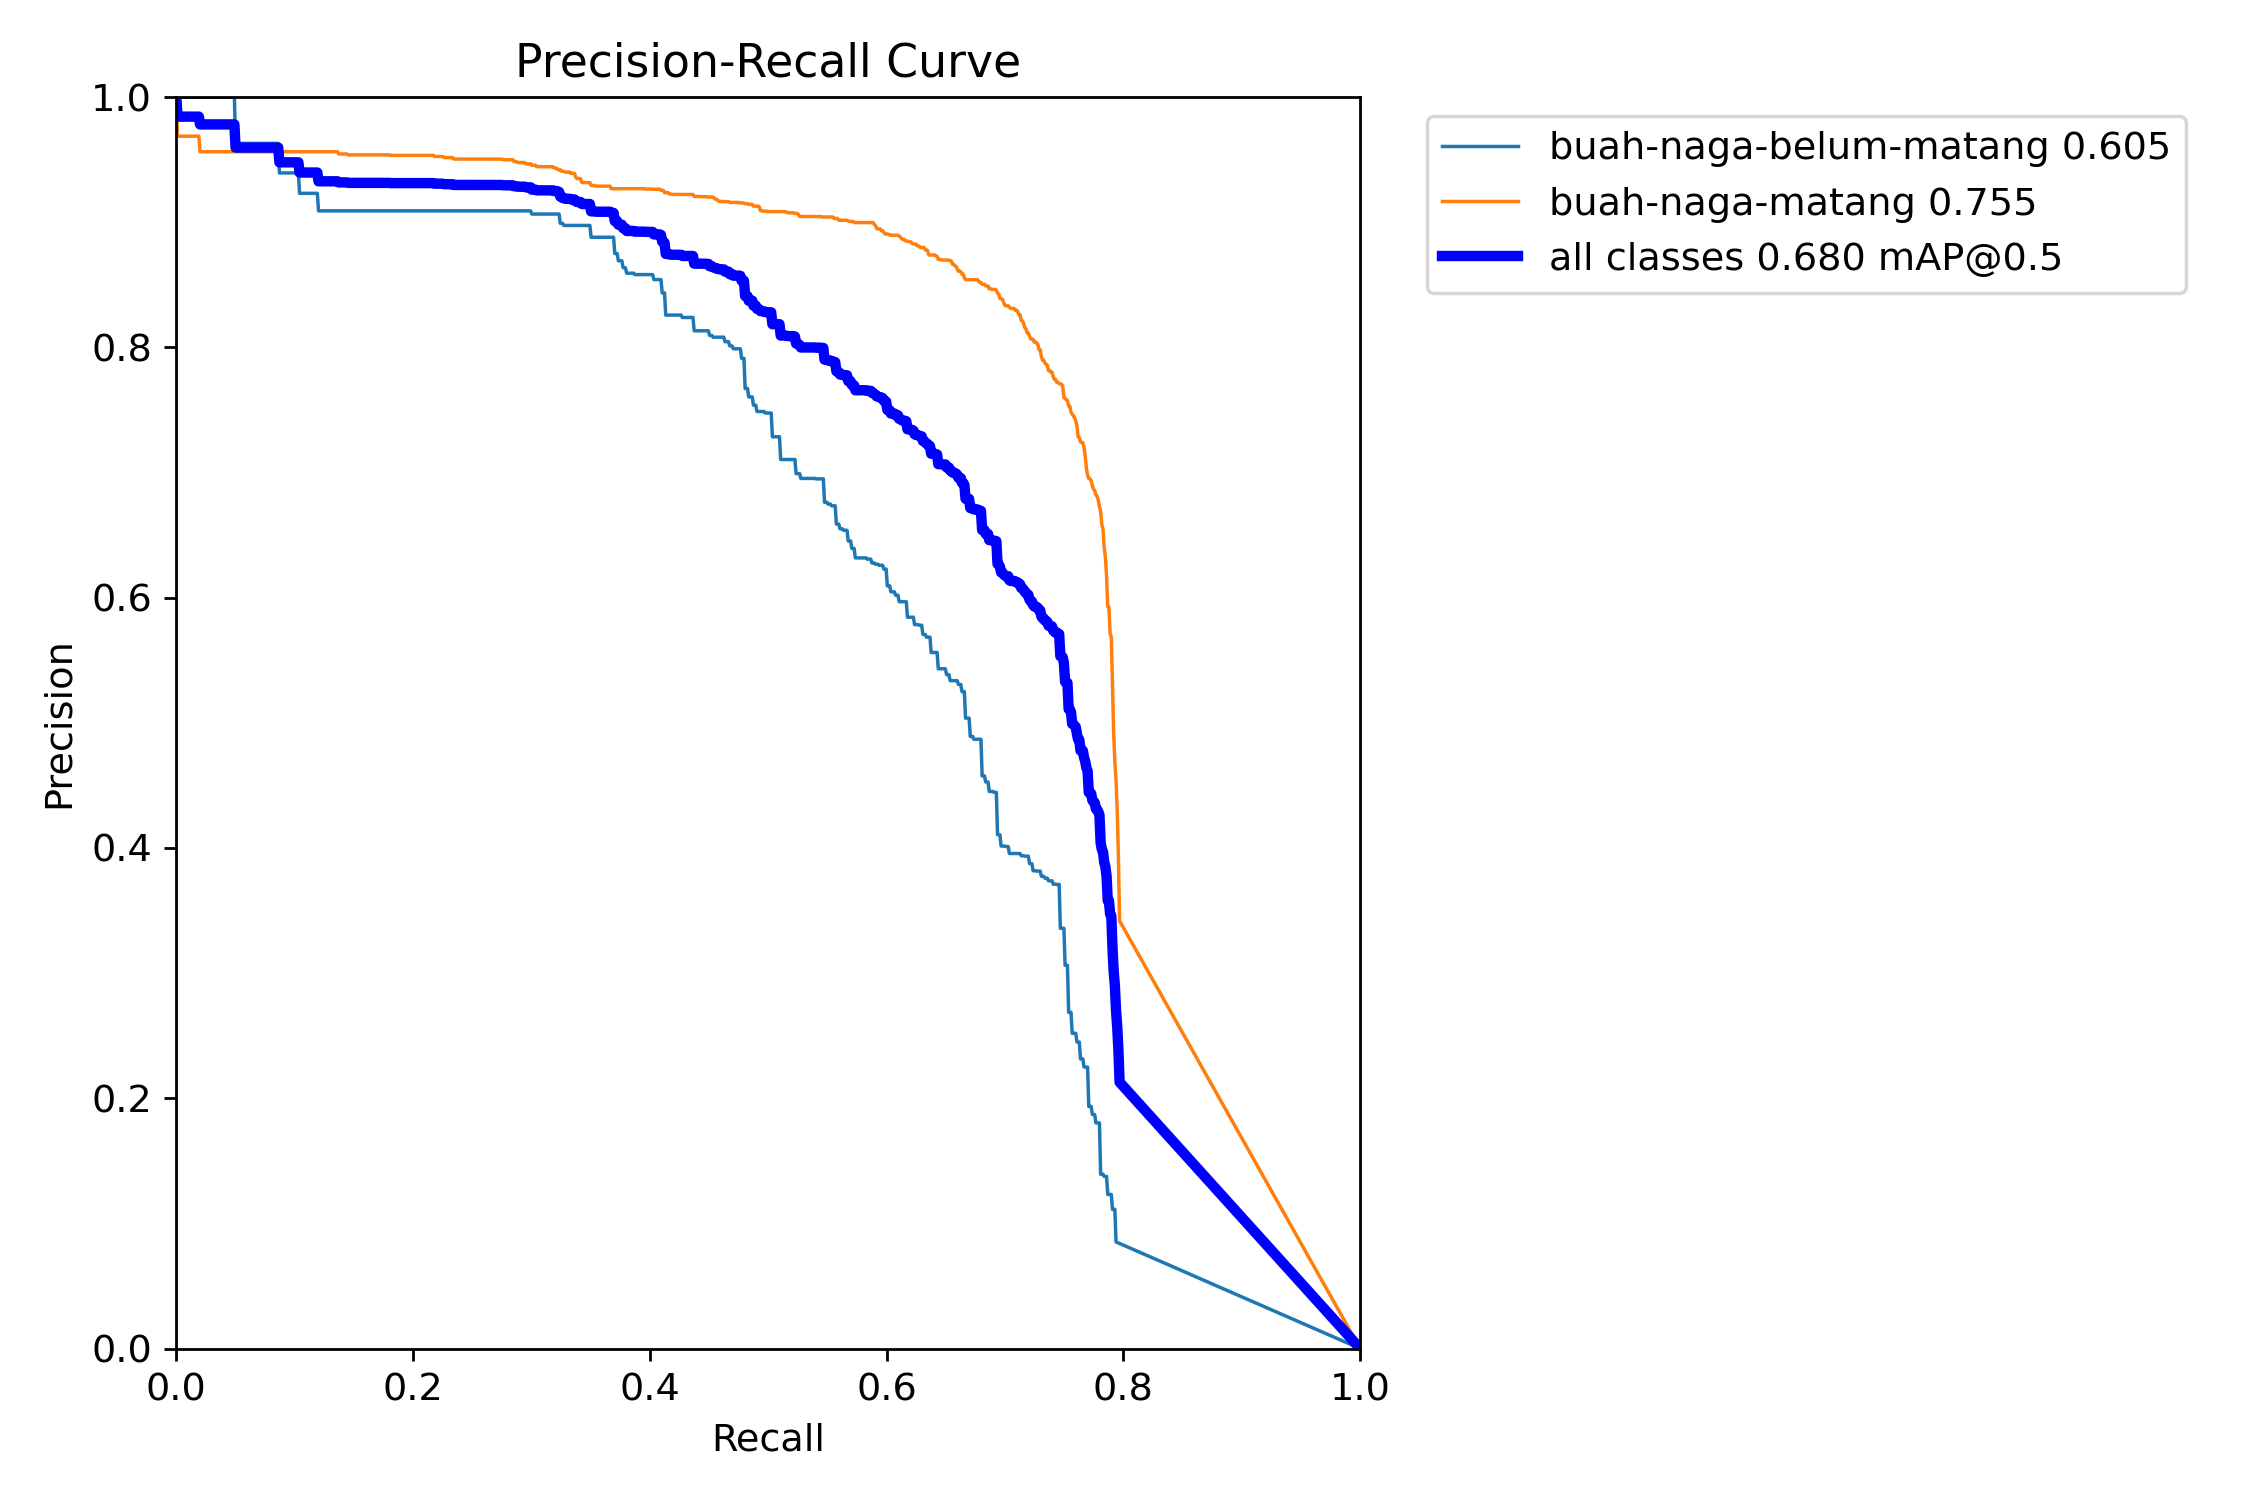 Precision-Recall Curve
1.0
0.8
0.6
0.4
0.2
0.0
Precision
0.0 0.2 0.4 0.6 0.8 1.0
Recall
buah-naga-belum-matang 0.605
buah-naga-matang 0.755
all classes 0.680 mAP@0.5